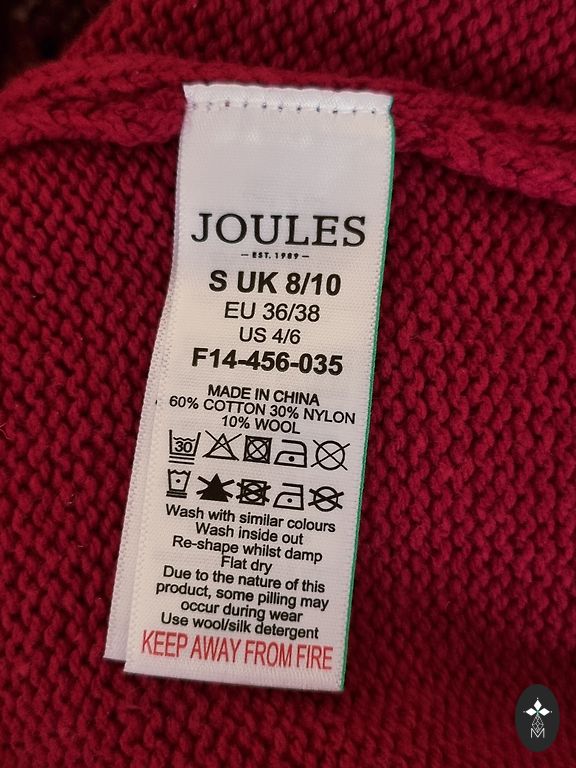 JOULES
EST. 1989
S UK 8/10
EU 36/38
US 4/6
F14-456-035
MADE IN CHINA
60% COTTON 30% NYLON
10% WOOL
30
Wash with similar colours
Wash inside out
Re-shape whilst damp
Flat dry
Due to the nature of this
product, some pilling may
occur during wear
Use wool/silk detergent
KEEP AWAY FROM FIRE
M